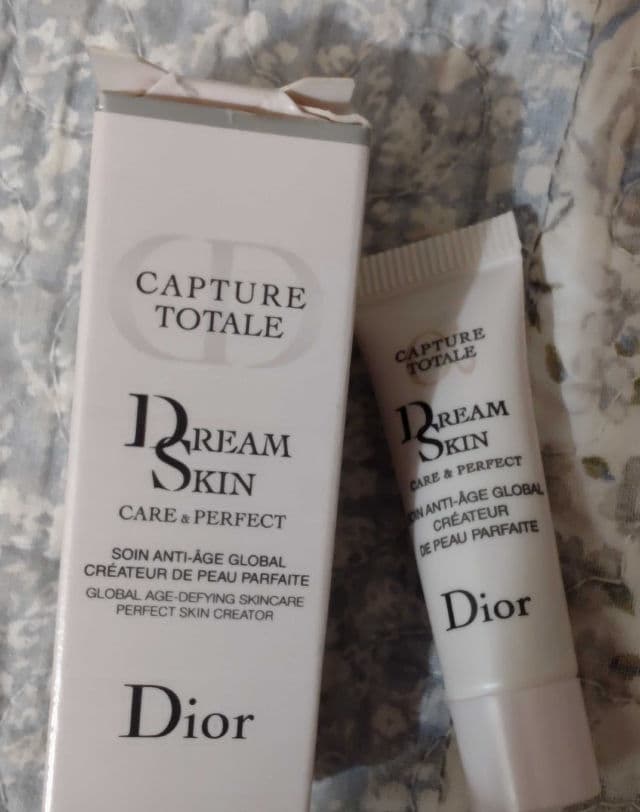 CAPTURE
TOTALE
DREAM
SKIN
CARE & PERFECT
SOIN ANTI-ÂGE GLOBAL
CRÉATEUR DE PEAU PARFAITE
GLOBAL AGE-DEFYING SKINCARE
PERFECT SKIN CREATOR
Dior
CAPTURE
TOTALE
DREAM
SKIN
CARE & PERFECT
SOIN ANTI-ÂGE GLOBAL
CRÉATEUR
DE PEAU PARFAITE
Dior